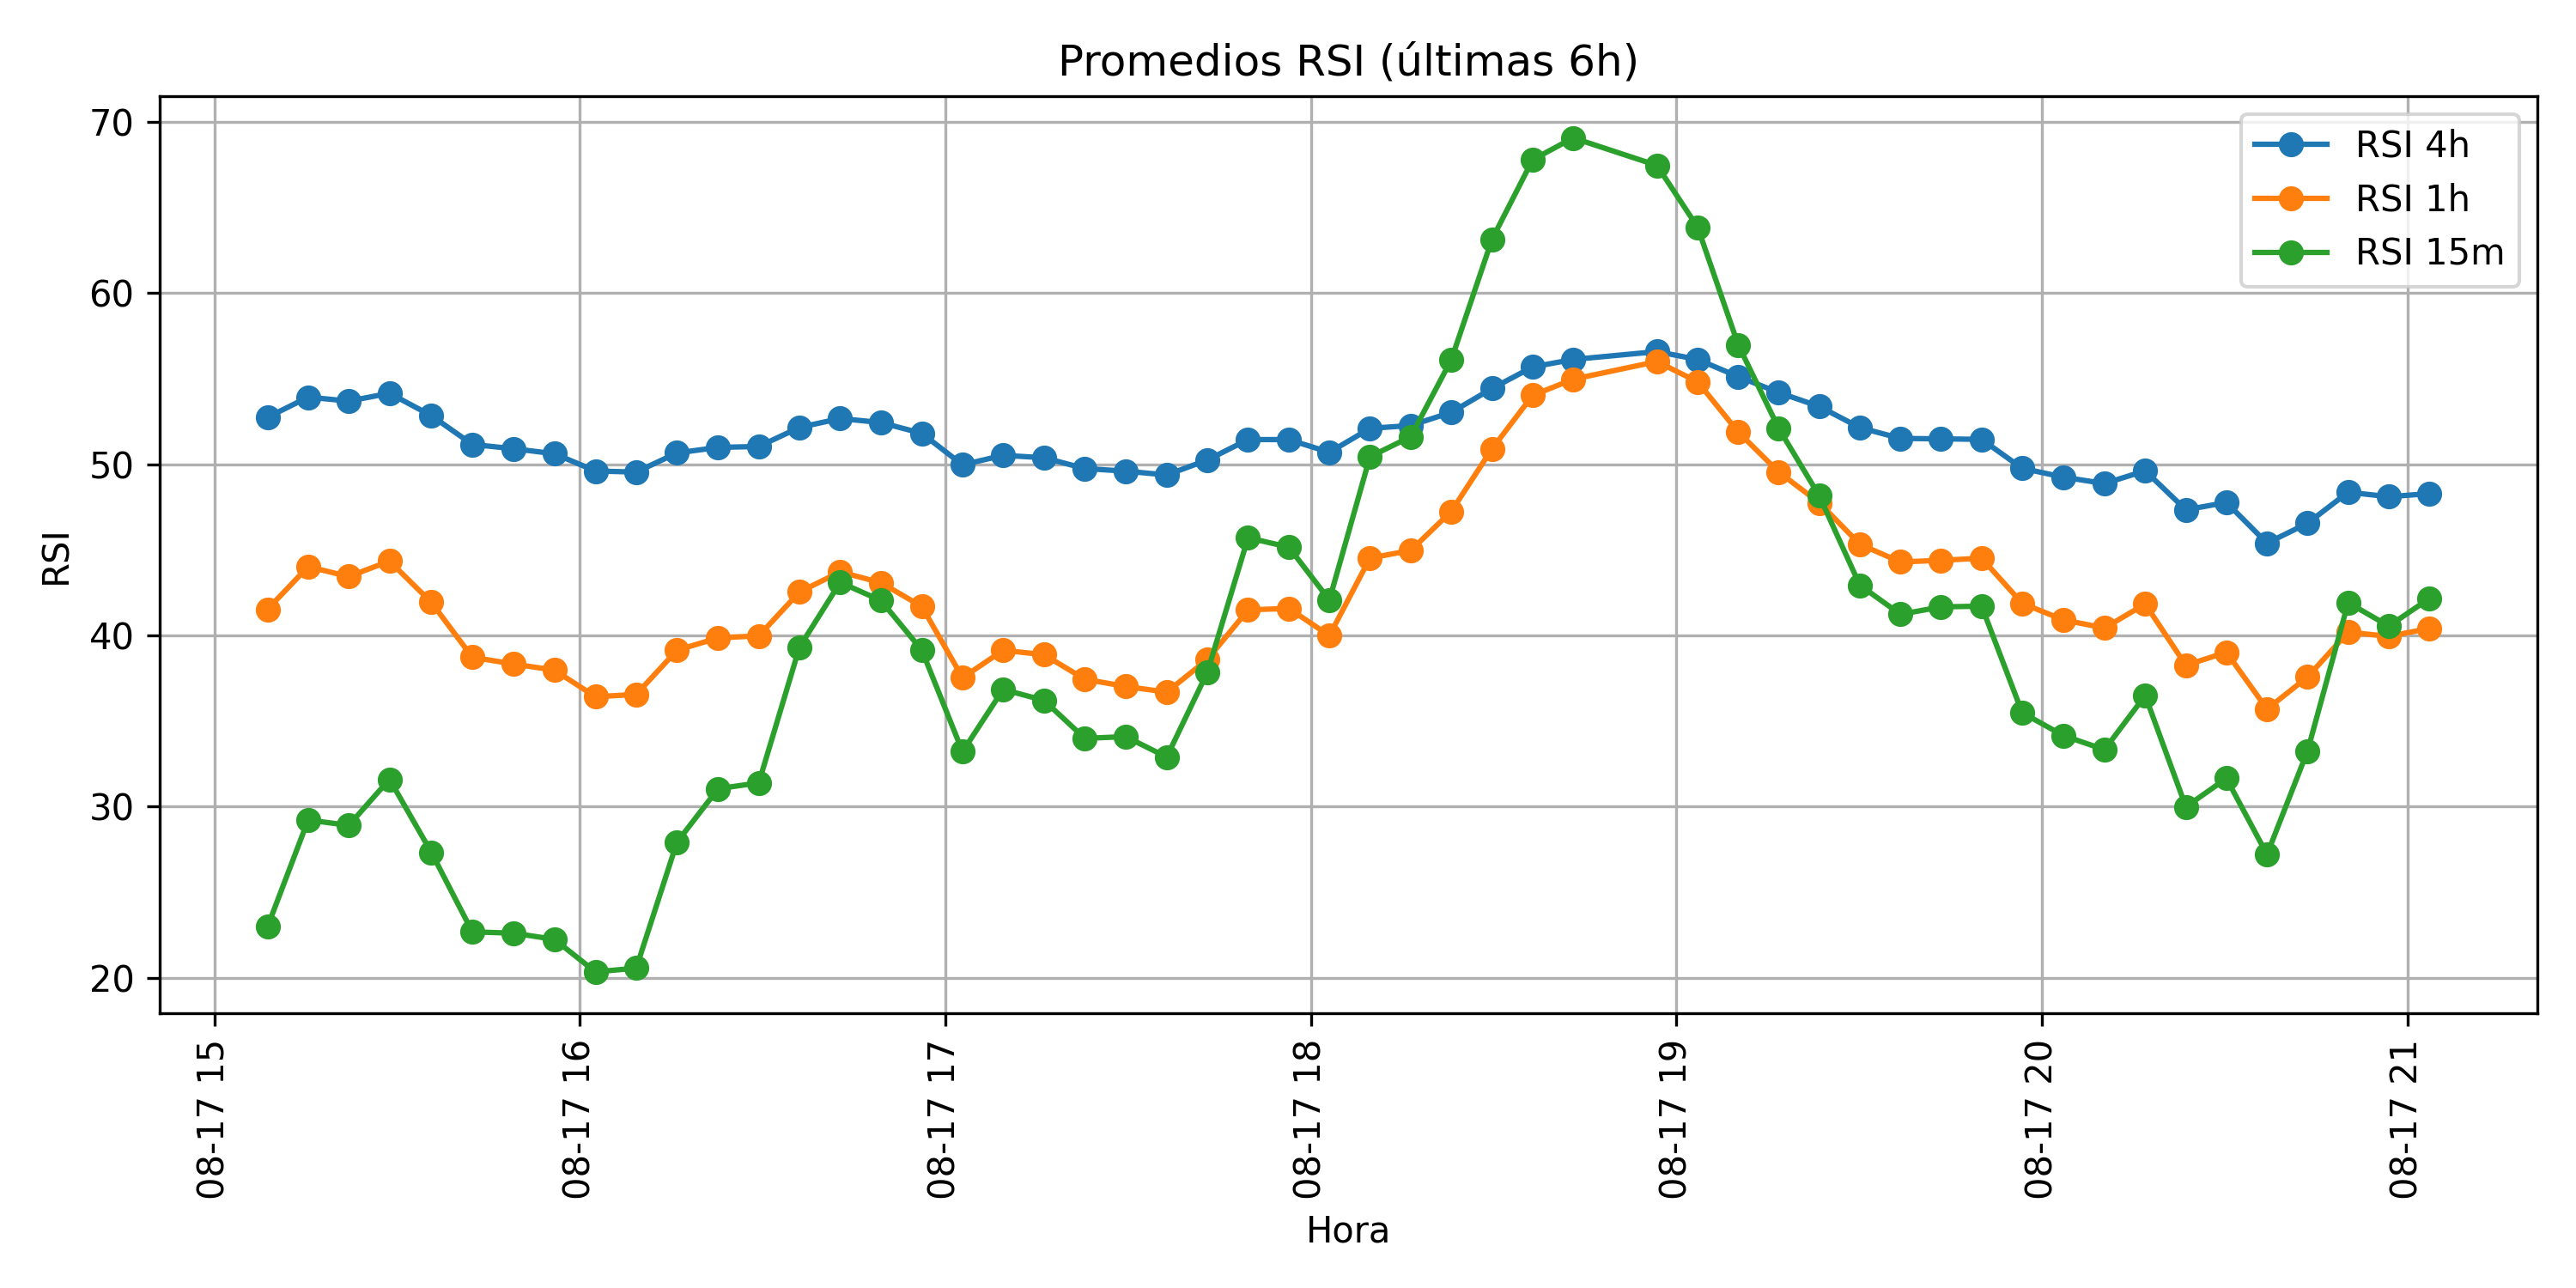 Promedios RSI (últimas 6h)
RSI 4h
RSI 1h
RSI 15m
RSI
70
60
50
40
30
20
08-17 15
08-17 16
08-17 17
08-17 18
08-17 19
08-17 20
08-17 21
Hora